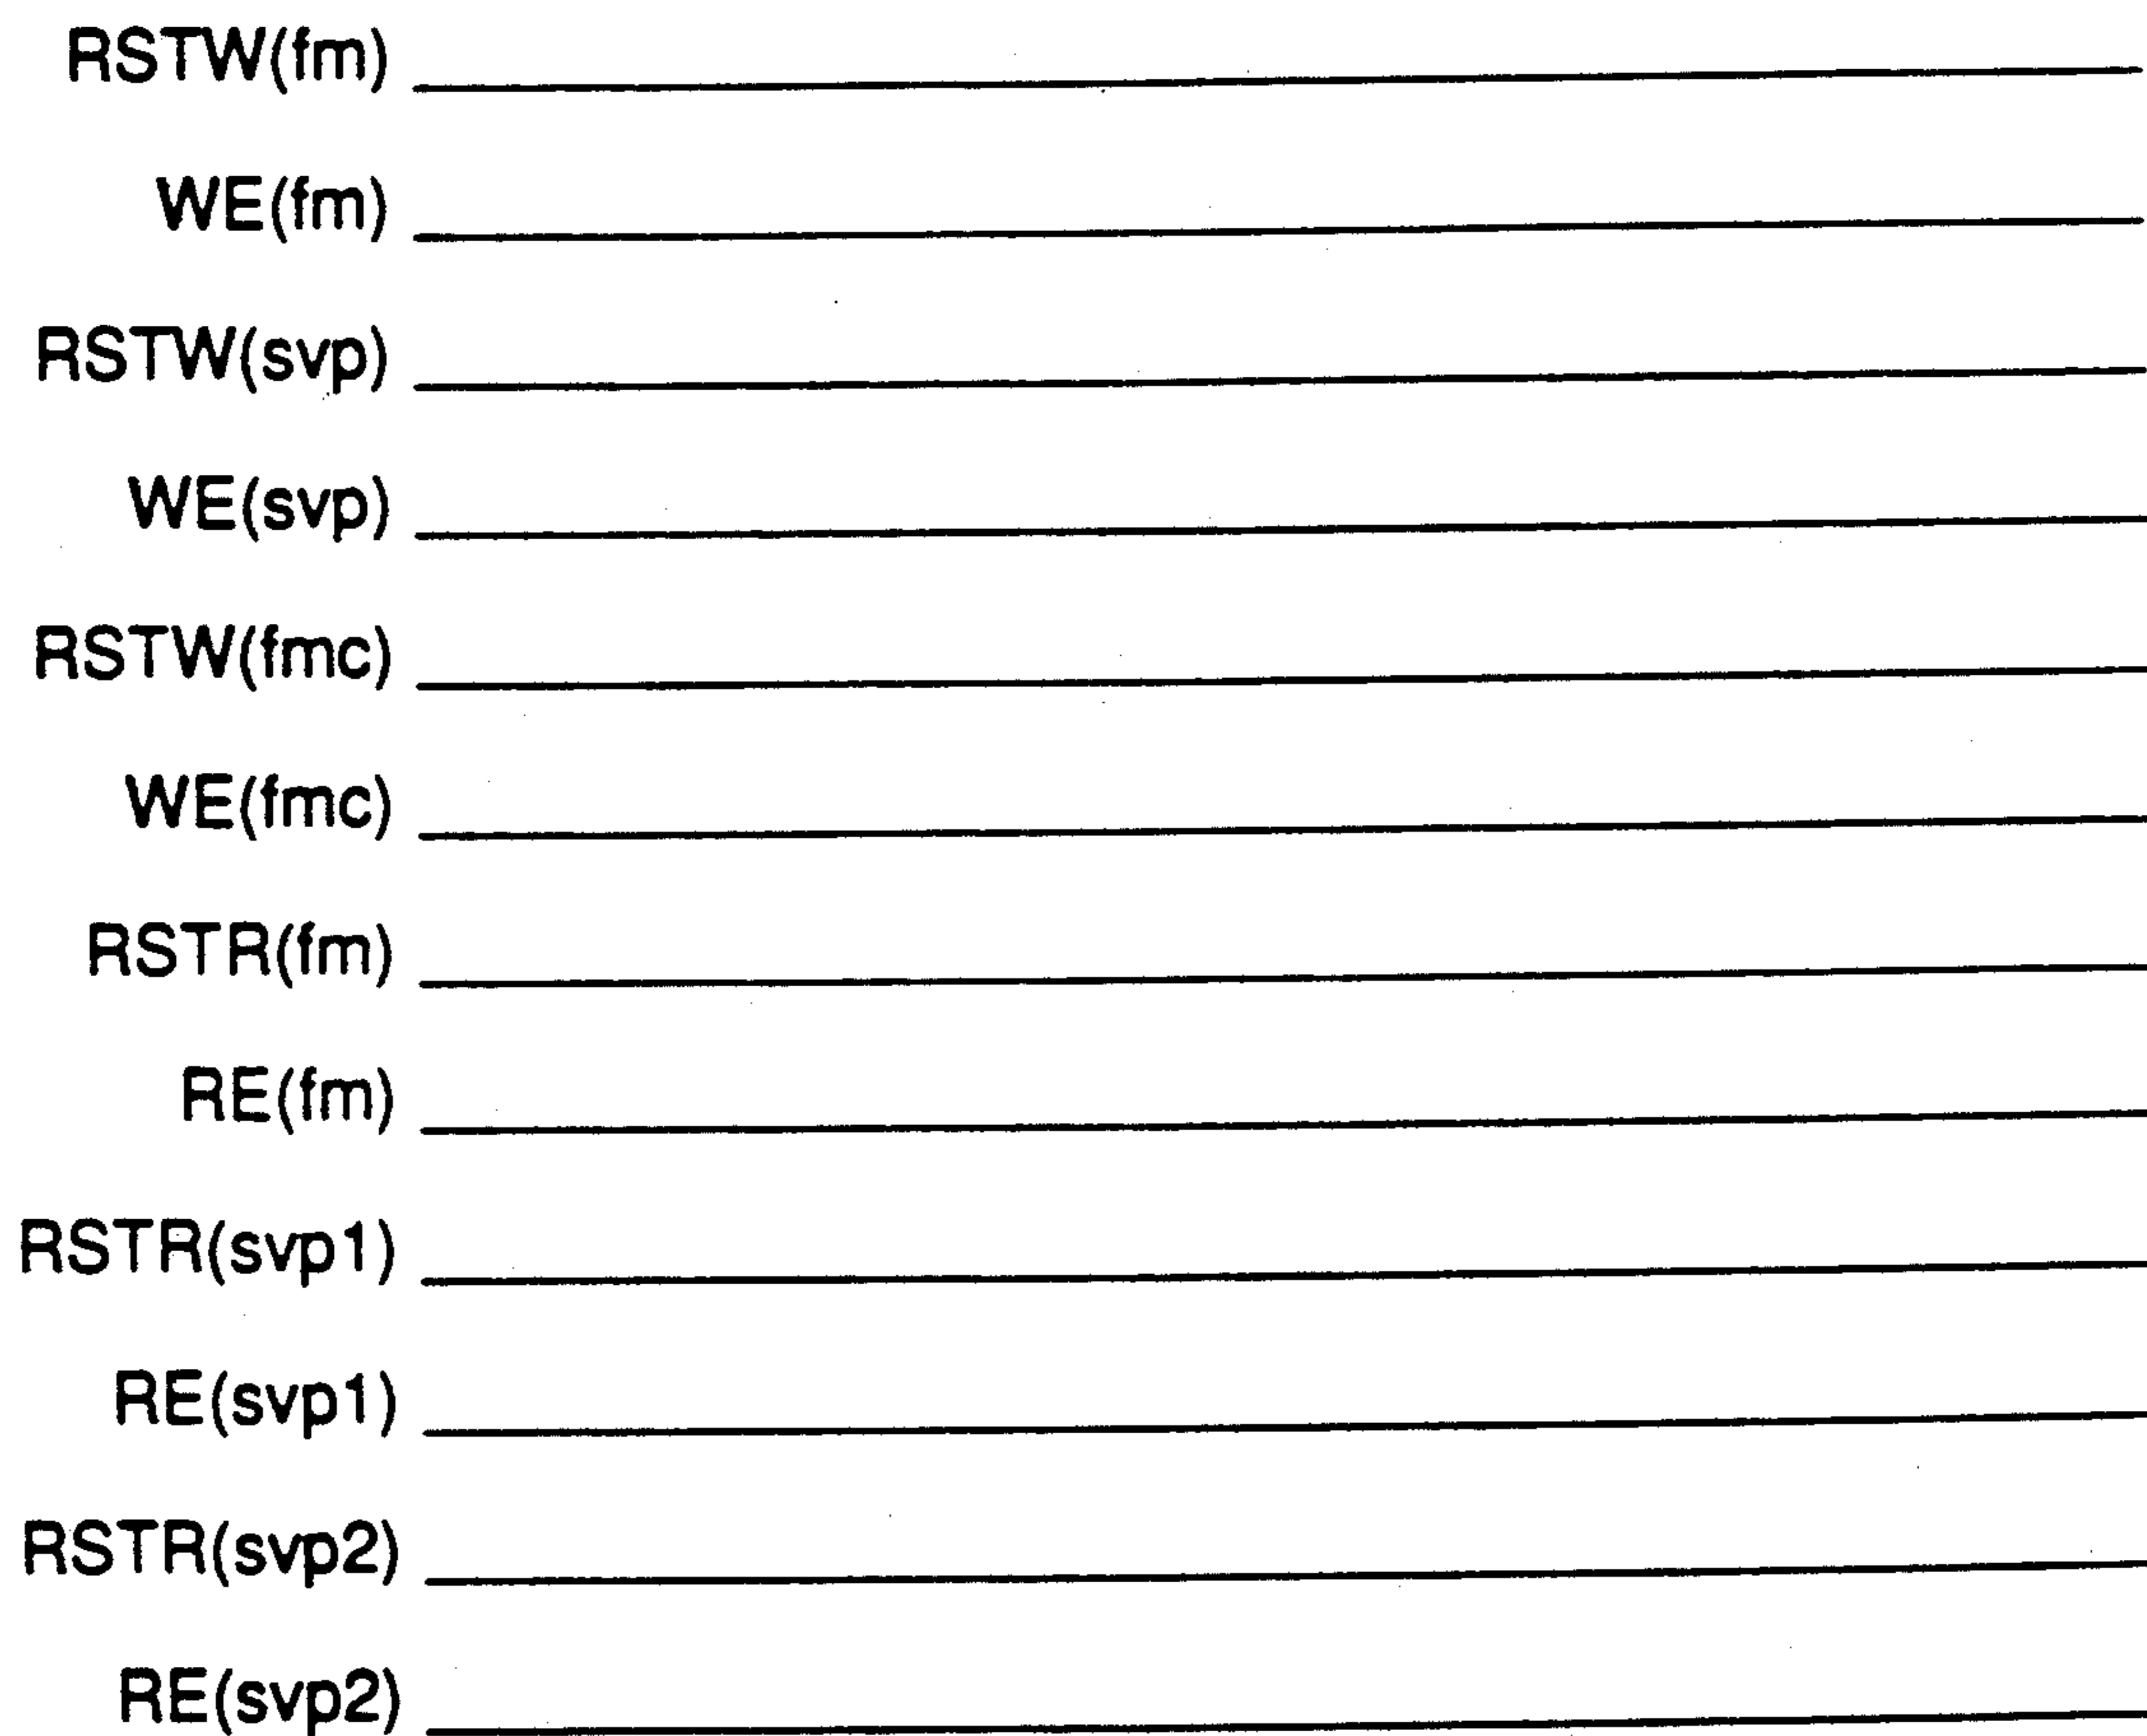 RSTW(fm)
WE(fm)
RSTW(svp)
WE(svp)
RSTW(fmc)
WE(fmc)
RSTR(fm)
RE(fm)
RSTR(svp1)
RE(svp1)
RSTR(svp2)
RE(svp2)